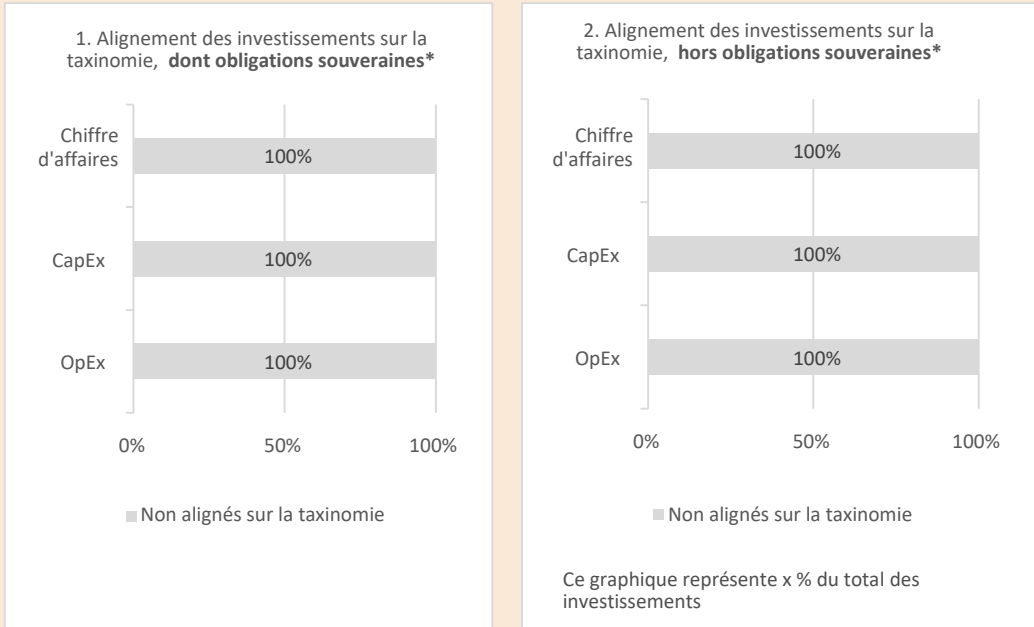 1. Alignement des investissements sur la
taxinomie, dont obligations souveraines*
Chiffre
d'affaires
100%
CapEx
100%
OpEx
100%
0%
50%
100%
Non alignés sur la taxinomie
2. Alignement des investissements sur la
taxinomie, hors obligations souveraines*
Chiffre
d'affaires
100%
CapEx
100%
OpEx
100%
0%
50%
100%
Non alignés sur la taxinomie
Ce graphique représente x % du total des
investissements